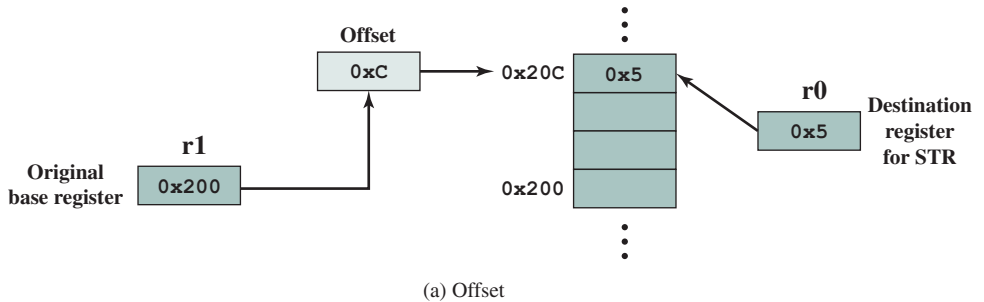 Offset
0xC
0x20C
0x5
r0
0x5
Destination
register
for STR
r1
Original
base register
0x200
0x200
(a) Offset